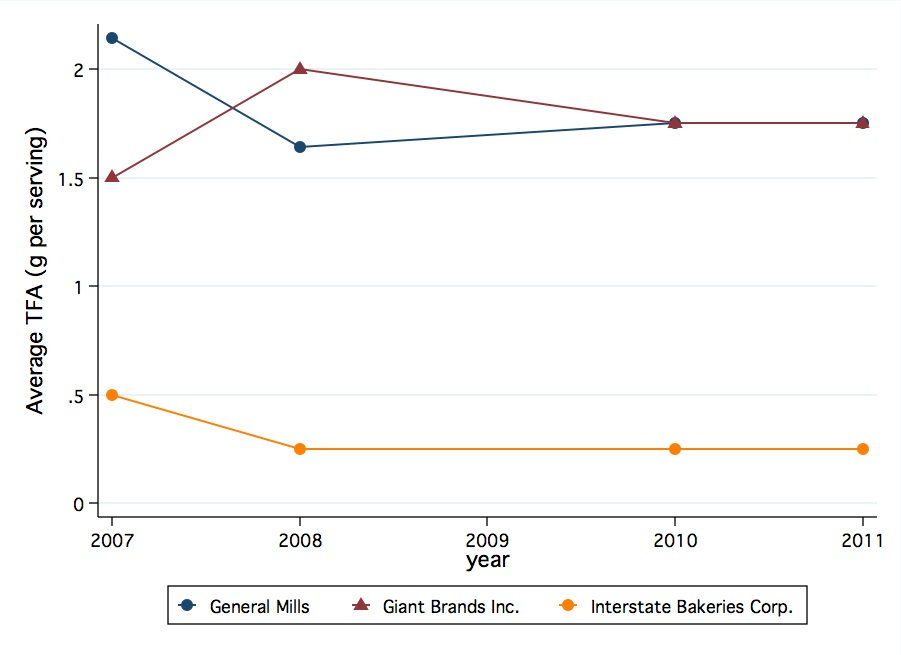 Average TFA (g per serving)
2
1.5
1
.5
0
2007 2008 2009 2010 2011
year
General Mills Giant Brands Inc. Interstate Bakeries Corp.